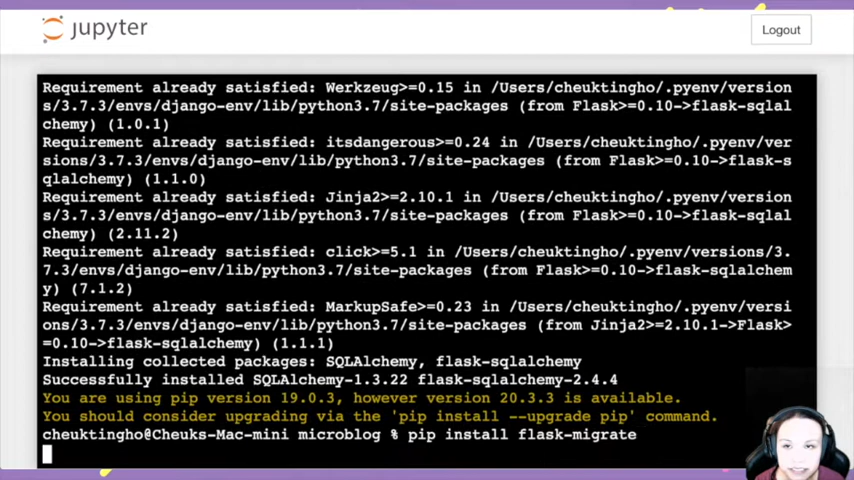 jupyter
Logout
Requirement already satisfied: Werkzeug>=0.15 in /Users/cheuktingho/.pyenv/version
s/3.7.3/envs/django-env/lib/python3.7/site-packages (from Flask>=0.10->flask-sqlal
chemy) (1.0.1)
Requirement already satisfied: itsdangerous>=0.24 in /Users/cheuktingho/.pyenv/ver
sions/3.7.3/envs/django-env/lib/python3.7/site-packages (from Flask>=0.10->flask-s
qlalchemy) (1.1.0)
Requirement already satisfied: Jinja2>=2.10.1 in /Users/cheuktingho/.pyenv/version
s/3.7.3/envs/django-env/lib/python3.7/site-packages (from Flask>=0.10->flask-sqlal
chemy) (2.11.2)
Requirement already satisfied: click>=5.1 in /Users/cheuktingho/.pyenv/versions/3.
7.3/envs/django-env/lib/python3.7/site-packages (from Flask>=0.10->flask-sqlalchem
y) (7.1.2)
Requirement already satisfied: MarkupSafe>=0.23 in /Users/cheuktingho/.pyenv/versi
ons/3.7.3/envs/django-env/lib/python3.7/site-packages (from Jinja2>=2.10.1->Flask>
=0.10->flask-sqlalchemy) (1.1.1)
Installing collected packages: SQLAlchemy, flask-sqlalchemy
Successfully installed SQLAlchemy-1.3.22 flask-sqlalchemy-2.4.4
You are using pip version 19.0.3, however version 20.3.3 is available.
You should consider upgrading via the 'pip install --upgrade pip' command.
cheuktingho@Cheuks-Mac-mini microblog % pip install flask-migrate